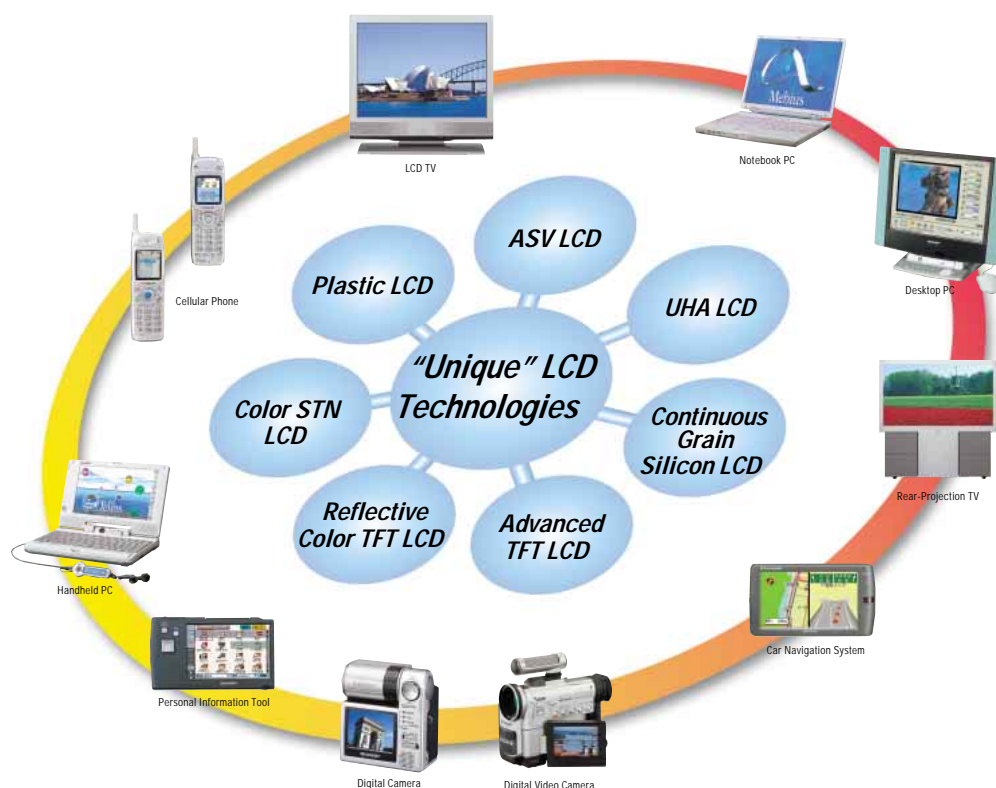 Mebius
LCD TV
Notebook PC
ASV LCD
Plastic LCD
Cellular Phone
UHA LCD
Desktop PC
“Unique” LCD
Technologies
Color STN
LCD
Continuous
Grain
Silicon LCD
Rear-Projection TV
Reflective
Color TFT LCD
Advanced
TFT LCD
Handheld PC
Car Navigation System
Personal Information Tool
Digital Camera
Digital Video Camera